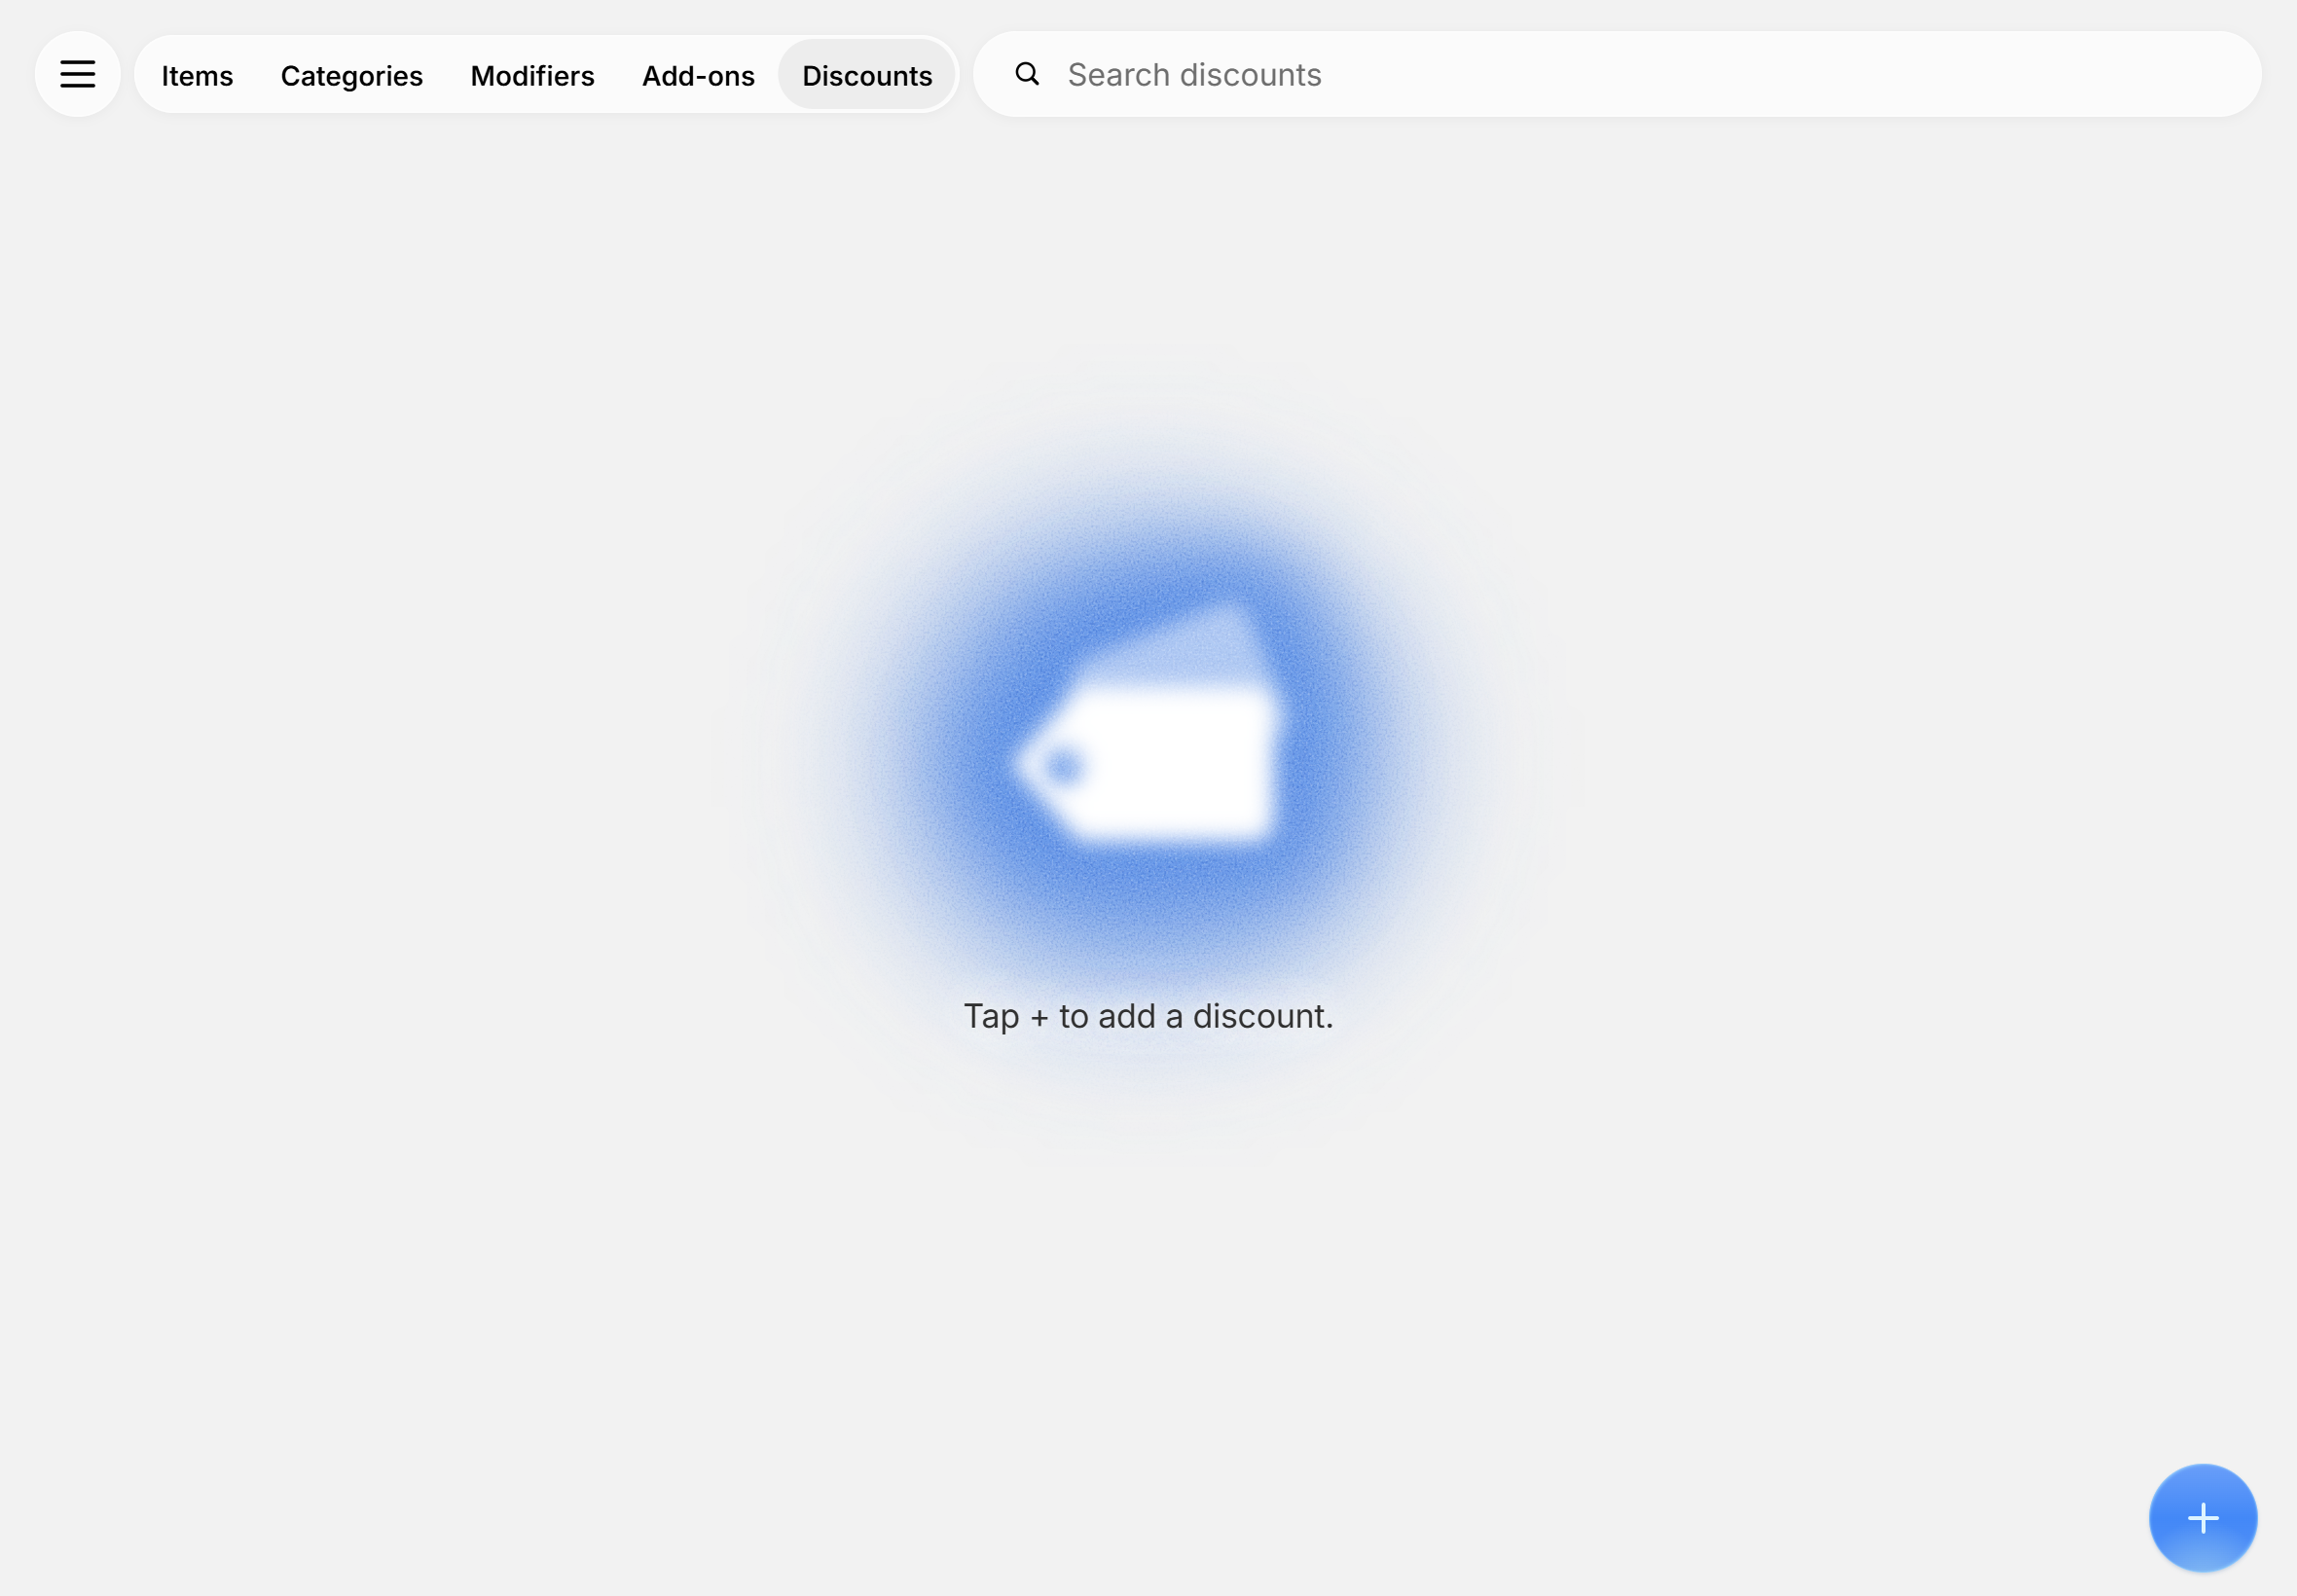 Items
Categories
Modifiers
Add-ons
Discounts
Search discounts
Tap + to add a discount.